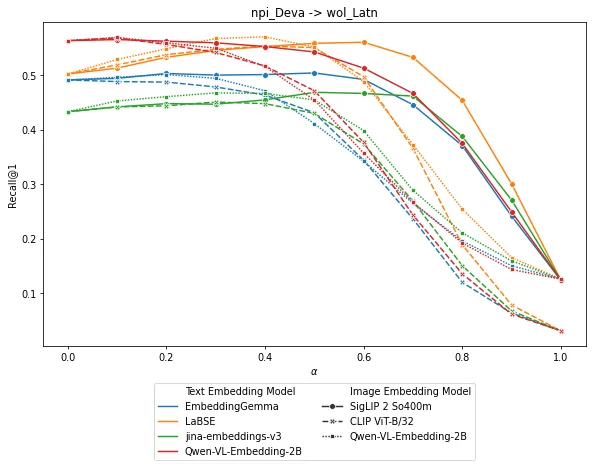 npi_Deva -> wol_Latn
Recall@1
0.5
0.4
0.3
0.2
0.1
0.0 0.2 0.4 0.6 0.8 1.0
α
Text Embedding Model
EmbeddingGemma
LaBSE
jina-embeddings-v3
Qwen-VL-Embedding-2B
Image Embedding Model
SigLIP 2 So400m
CLIP ViT-B/32
Qwen-VL-Embedding-2B